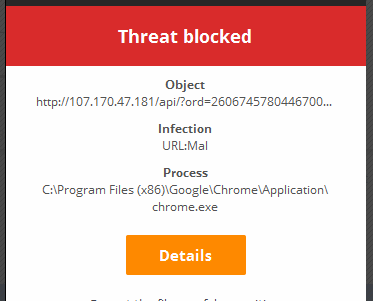 Threat blocked
Object
http://107.170.47.181/api/?ord=2606745780446700...
Infection
URL:Mal
Process
C:\Program Files (x86)\Google\Chrome\Application\
chrome.exe
Details